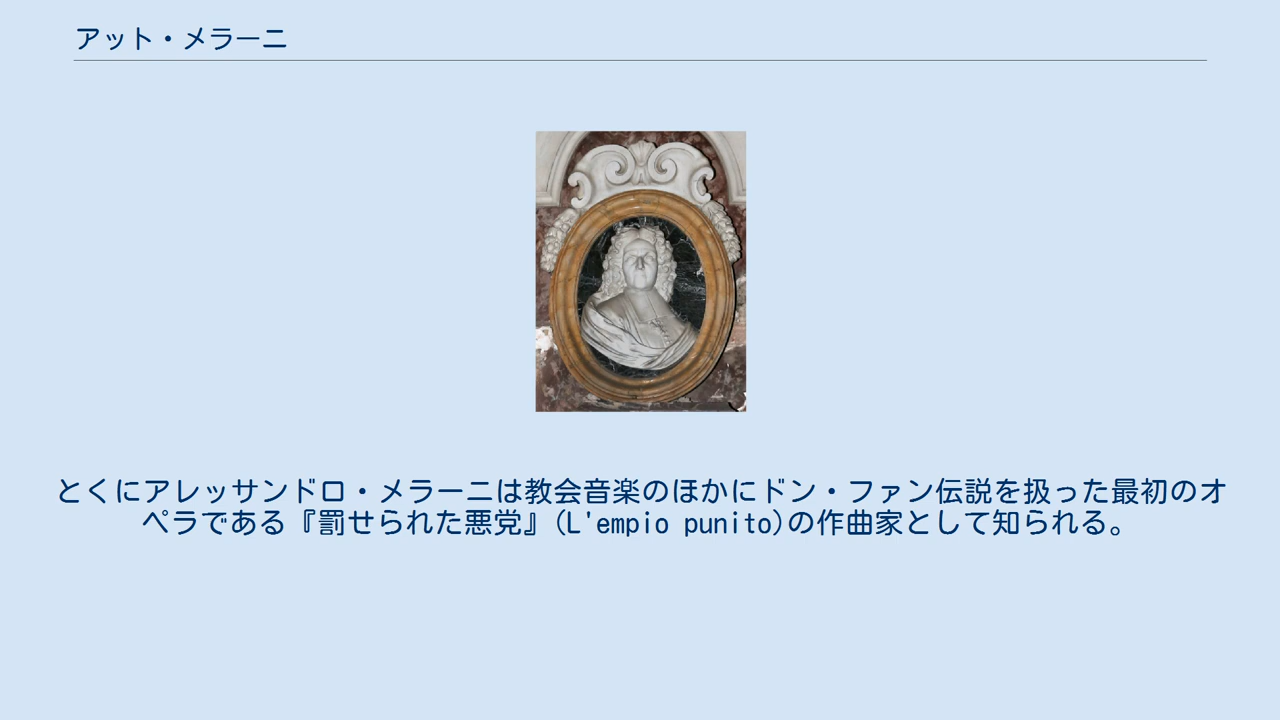 アット・メラーニ
とくにアレッサンドロ・メラーニは教会音楽のほかにドン・ファン伝説を扱った最初のオ
ペラである『罰せられた悪党』(L'empio punito)の作曲家として知られる。